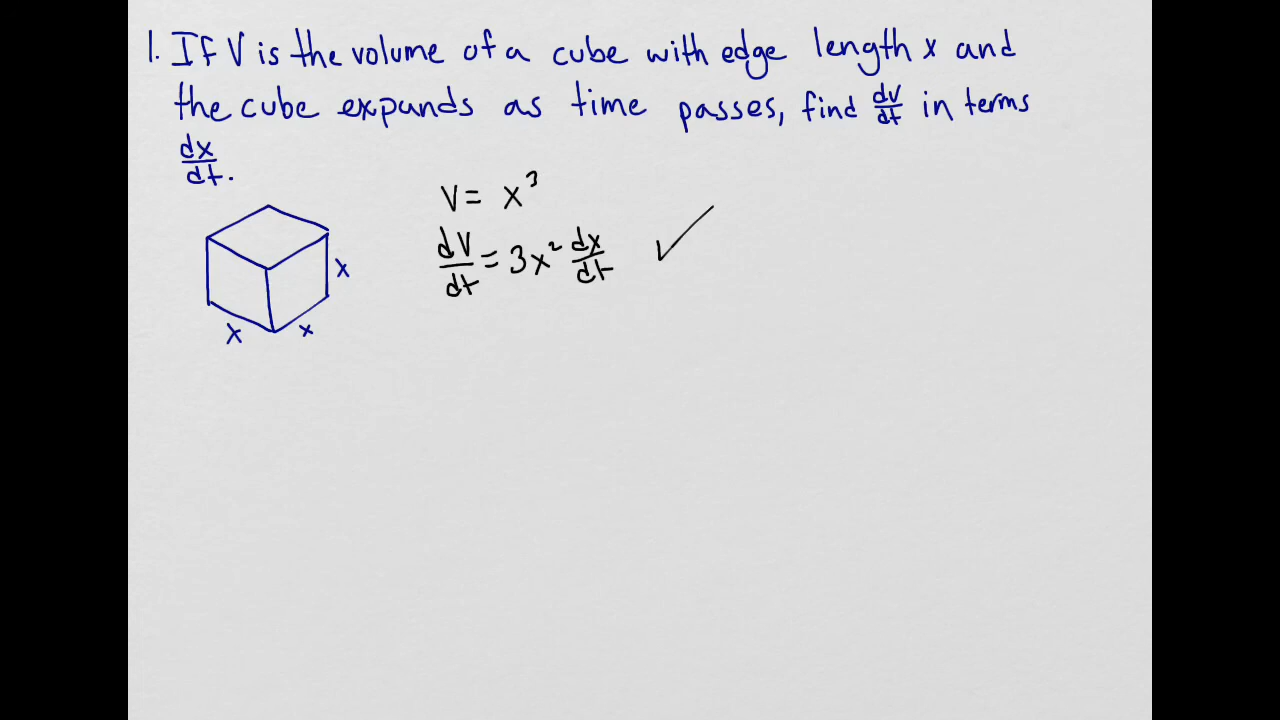 1. If V is the volume of a cube with edge length x and
the cube expands as time passes, find dV/dt in terms
dx/dt.
V = x³
dV/dt = 3x² dx/dt ✓
x
x
x